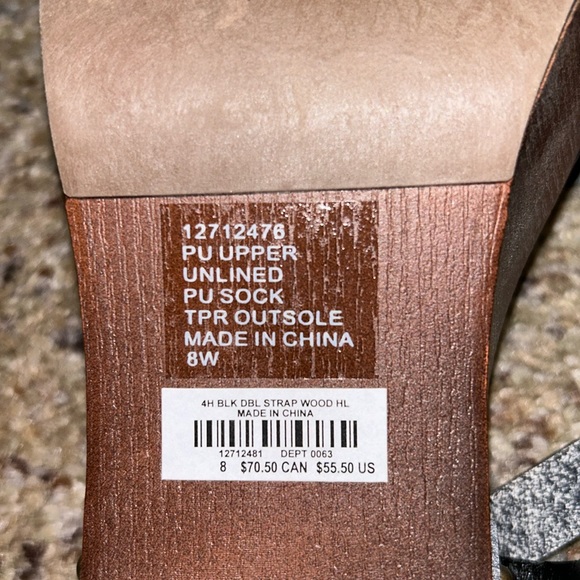 12712476
PU UPPER
UNLINED
PU SOCK
TPR OUTSOLE
MADE IN CHINA
8W
4H BLK DBL STRAP WOOD HL
MADE IN CHINA
12712481 DEPT 0063
8 $70.50 CAN $55.50 US